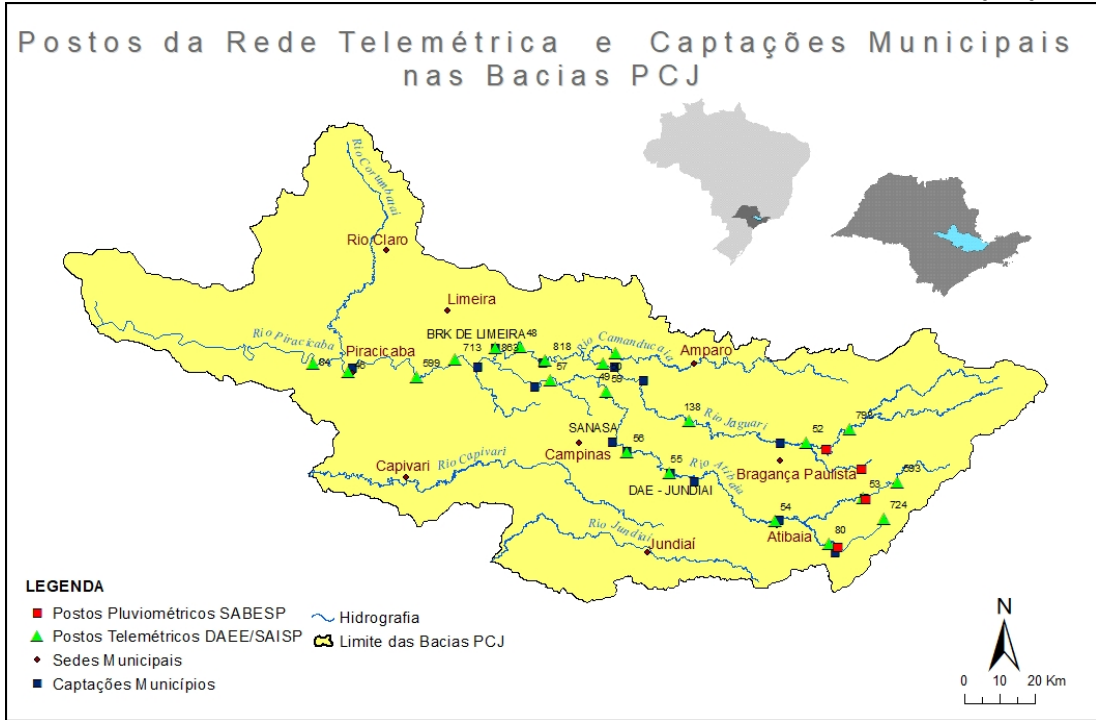 Postos da Rede Telemétrica e Captações Municipais
nas Bacias PCJ
Rio Corumbataí
Rio Claro
Limeira
BRK DE LIMEIRA
863
48
Rio Piracicaba
Piracicaba
713
818
Rio Camanducaia
Amparo
599
57
49
59
138
Rio Jaguari
52
SANASA
56
Campinas
Bragança Paulista
Capivari
Rio Capivari
55
Rio Atibaia
53
DAE - JUNDIAI
724
54
Atibaia
80
Rio Jundiaí
Jundiaí
LEGENDA
Postos Pluviométricos SABESP
Hidrografia
Postos Telemétricos DAEE/SAISP
Limite das Bacias PCJ
Sedes Municipais
Captações Municípios
N
0 10 20 Km